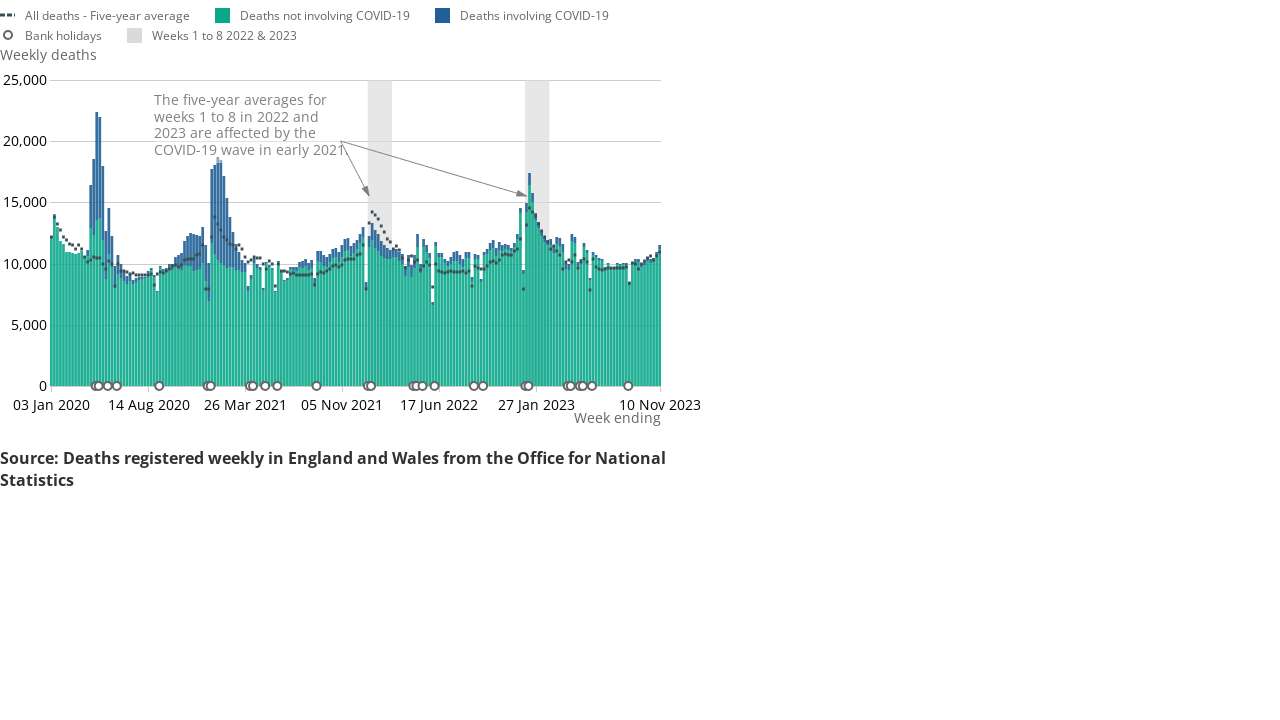 All deaths - Five-year average
Deaths not involving COVID-19
Deaths involving COVID-19
Bank holidays
Weeks 1 to 8 2022 & 2023
Weekly deaths
25,000
20,000
15,000
10,000
5,000
0
The five-year averages for
weeks 1 to 8 in 2022 and
2023 are affected by the
COVID-19 wave in early 2021.
03 Jan 2020
14 Aug 2020
26 Mar 2021
05 Nov 2021
17 Jun 2022
27 Jan 2023
10 Nov 2023
Week ending
Source: Deaths registered weekly in England and Wales from the Office for National
Statistics